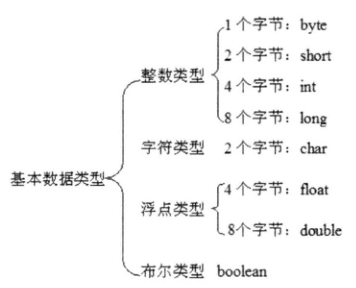 1个字节：byte
2个字节：short
整数类型
4个字节：int
8个字节：long
字符类型 2个字节：char
基本数据类型
4个字节：float
浮点类型
8个字节：double
布尔类型 boolean